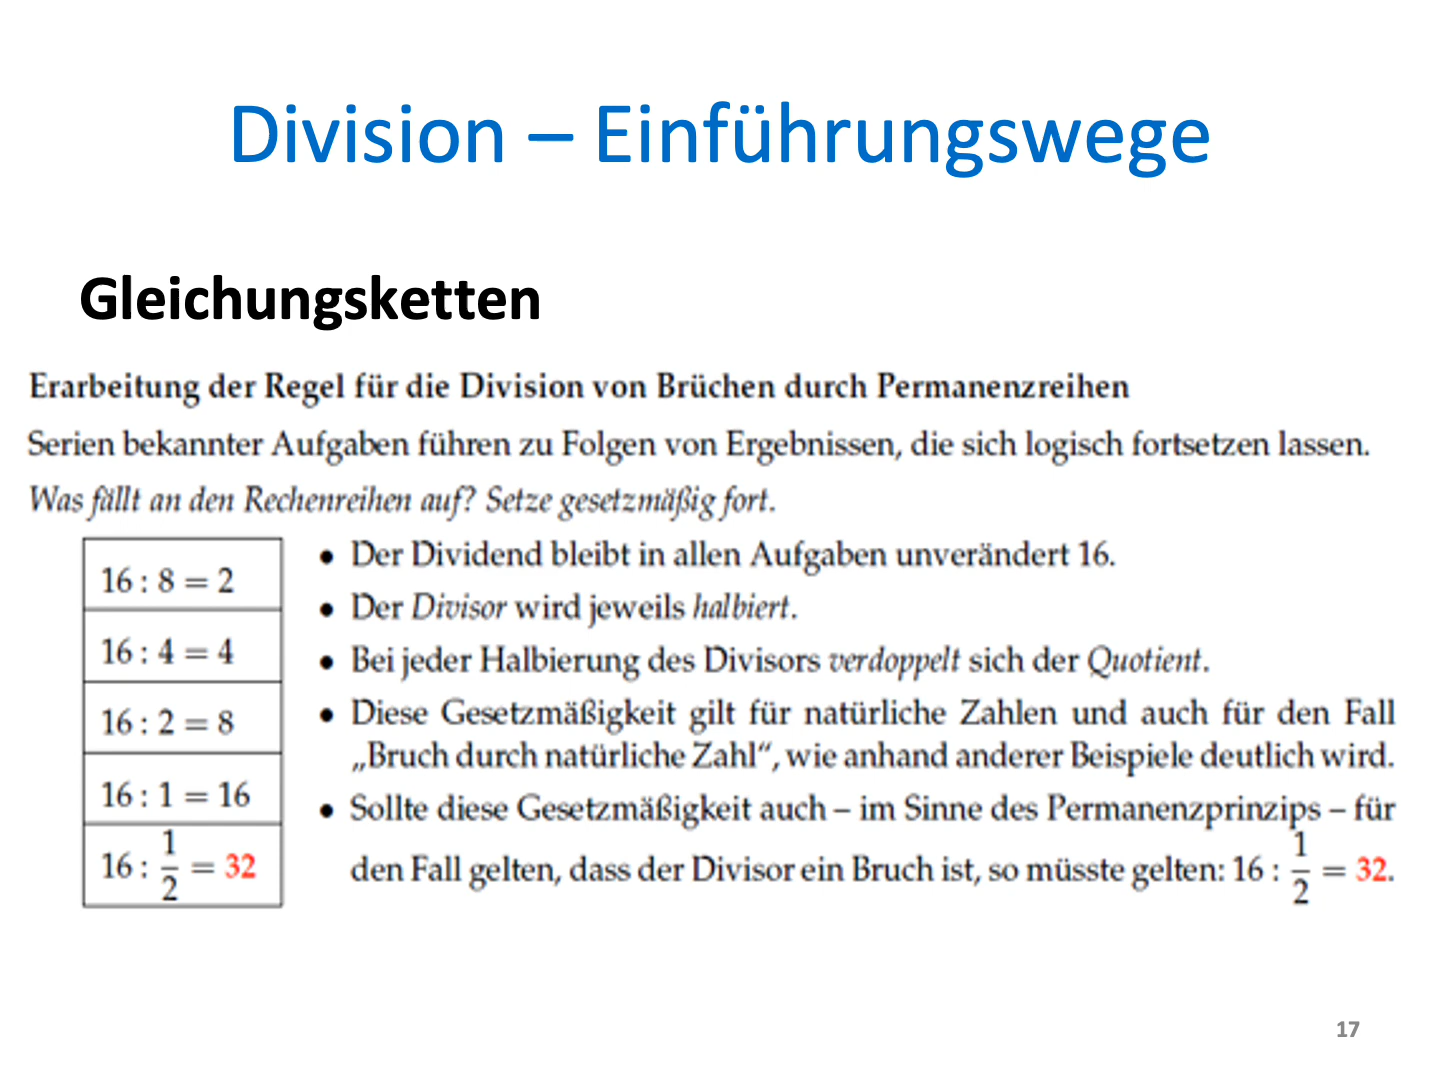 Division – Einführungswege
Gleichungsketten
Erarbeitung der Regel für die Division von Brüchen durch Permanenzreihen
Serien bekannter Aufgaben führen zu Folgen von Ergebnissen, die sich logisch fortsetzen lassen.
Was fällt an den Rechenreihen auf? Setze gesetzmäßig fort.
16 : 8 = 2
16 : 4 = 4
16 : 2 = 8
16 : 1 = 16
16 : 1/2 = 32
• Der Dividend bleibt in allen Aufgaben unverändert 16.
• Der Divisor wird jeweils halbiert.
• Bei jeder Halbierung des Divisors verdoppelt sich der Quotient.
• Diese Gesetzmäßigkeit gilt für natürliche Zahlen und auch für den Fall
„Bruch durch natürliche Zahl“, wie anhand anderer Beispiele deutlich wird.
• Sollte diese Gesetzmäßigkeit auch – im Sinne des Permanenzprinzips – für
den Fall gelten, dass der Divisor ein Bruch ist, so müsste gelten: 16 : 1/2 = 32.
17